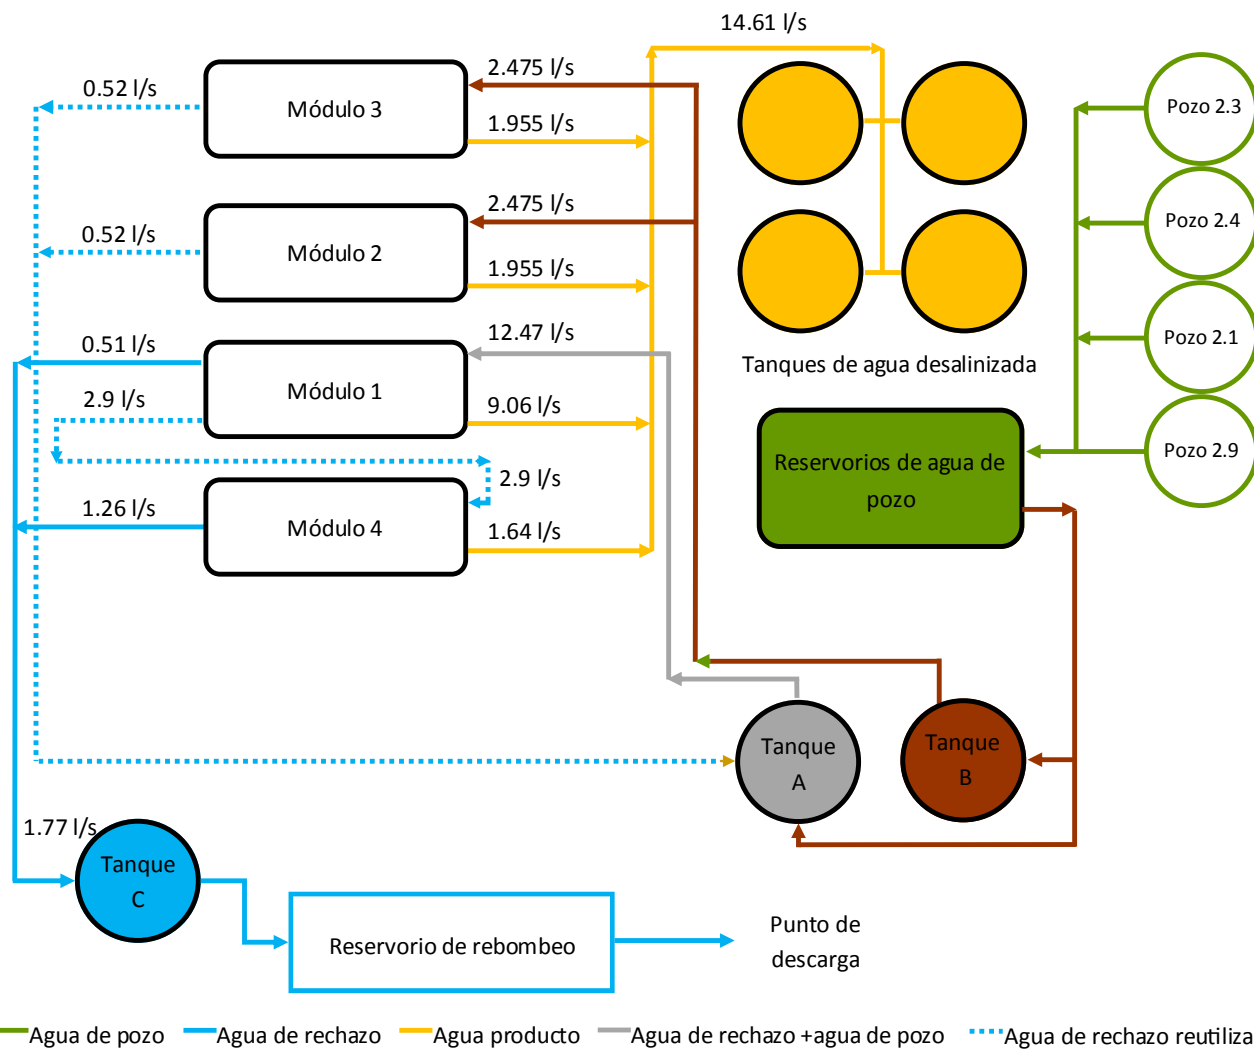 14.61 l/s
0.52 l/s
Módulo 3
2.475 l/s
1.955 l/s
Pozo 2.3
0.52 l/s
Módulo 2
2.475 l/s
1.955 l/s
Pozo 2.4
0.51 l/s
2.9 l/s
Módulo 1
12.47 l/s
9.06 l/s
Tanques de agua desalinizada
Pozo 2.1
1.26 l/s
Módulo 4
2.9 l/s
1.64 l/s
Reservorios de agua de
pozo
Pozo 2.9
Tanque
A
Tanque
B
1.77 l/s
Tanque
C
Reservorio de rebombeo
Punto de
descarga
Agua de pozo
Agua de rechazo
Agua producto
Agua de rechazo +agua de pozo
Agua de rechazo reutiliza